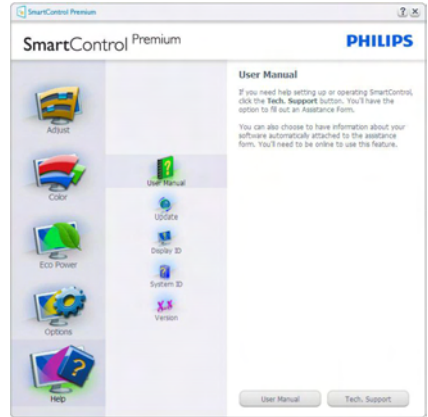 SmartControl Premium
? X
SmartControl Premium
PHILIPS
Adjust
Color
Eco Power
Options
Help
User Manual
Update
Display ID
System ID
X.X
Version
User Manual
If you need help setting up or operating SmartControl,
click the Tech. Support button. You'll have the
option to fill out an Assistance Form.
You can also choose to have information about your
software automatically attached to the assistance
form. You'll need to be online to use this feature.
User Manual
Tech. Support